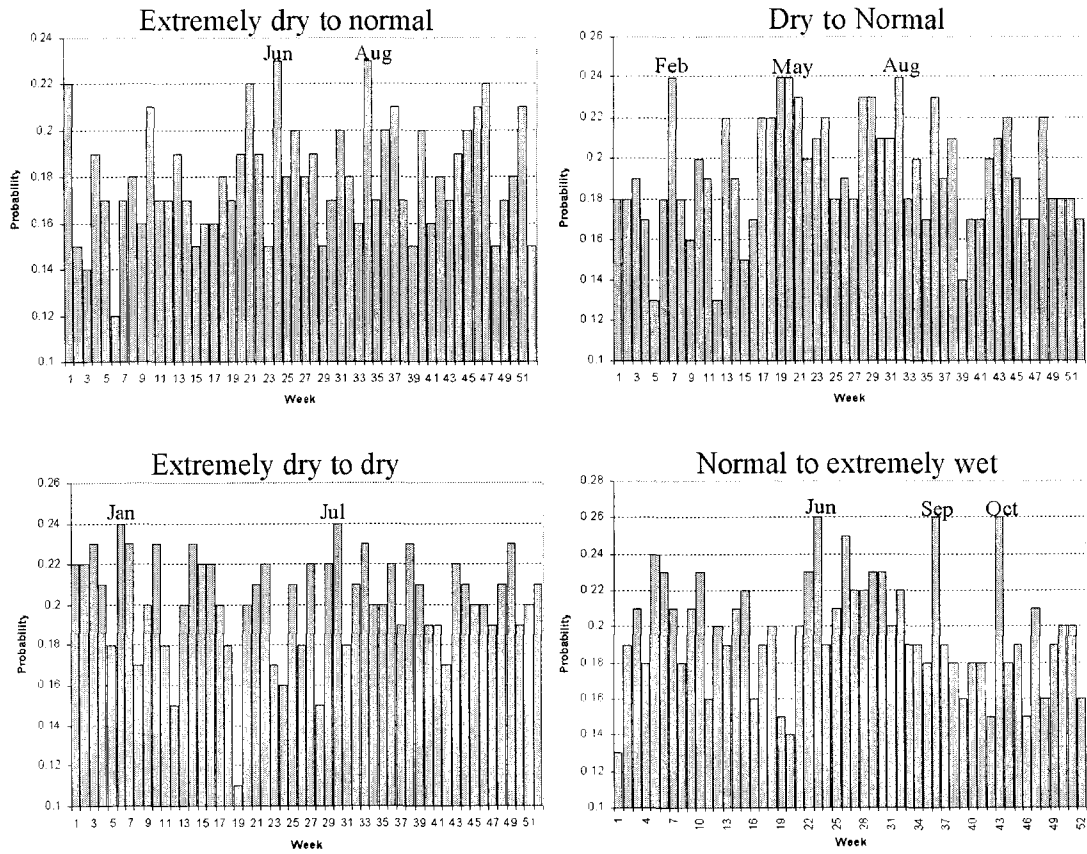 Extremely dry to normal
0.24
0.22
0.2
0.18
0.16
0.14
0.12
0.1
Probability
Jun
Aug
1 3 5 7 9 11 13 15 17 19 21 23 25 27 29 31 33 35 37 39 41 43 45 47 49 51
Week
Dry to Normal
0.26
0.24
0.22
0.2
0.18
0.16
0.14
0.12
0.1
Probability
Feb
May
Aug
1 3 5 7 9 11 13 15 17 19 21 23 25 27 29 31 33 35 37 39 41 43 45 47 49 51
Week
Extremely dry to dry
0.26
0.24
0.22
0.2
0.18
0.16
0.14
0.12
0.1
Probability
Jan
Jul
1 3 5 7 9 11 13 15 17 19 21 23 25 27 29 31 33 35 37 39 41 43 45 47 49 51
Week
Normal to extremely wet
0.28
0.26
0.24
0.22
0.2
0.18
0.16
0.14
0.12
0.1
Probability
Jun
Sep
Oct
1 4 7 10 13 16 19 22 25 28 31 34 37 40 43 46 49 52
Week